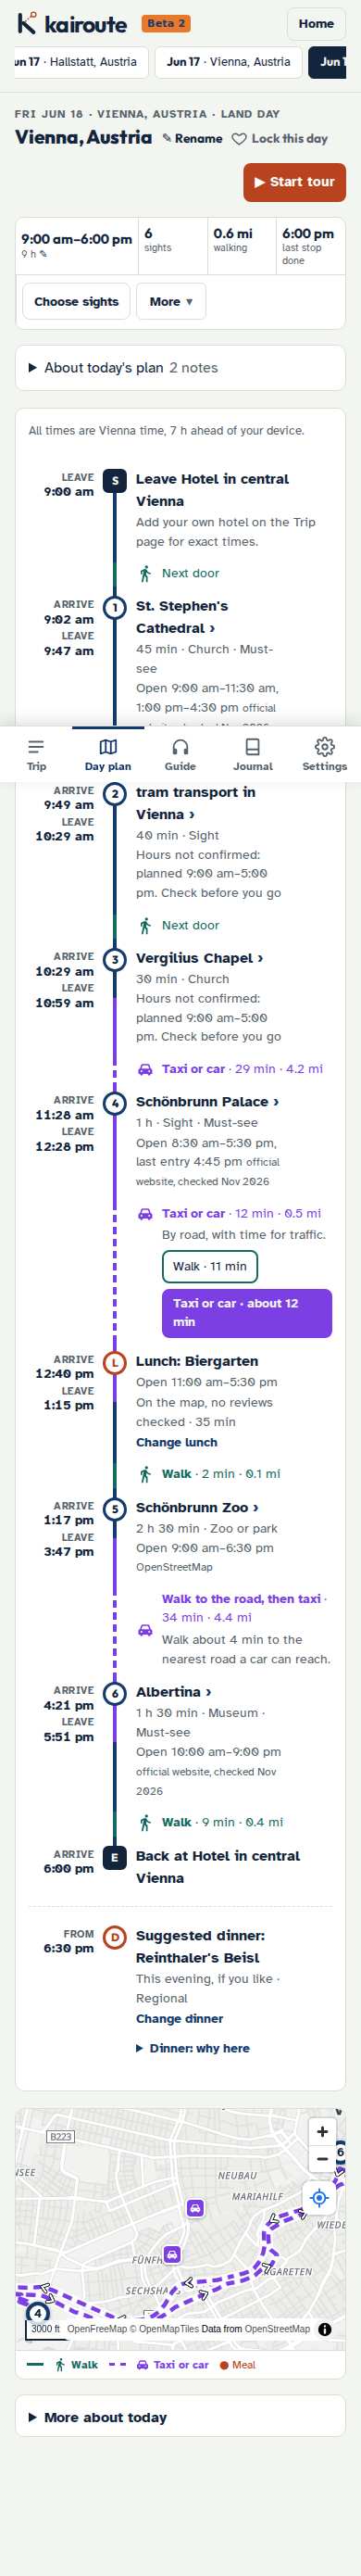 kairoute
Beta 2
Home
un 17 · Hallstatt, Austria
Jun 17 · Vienna, Austria
FRI JUN 18 · VIENNA, AUSTRIA · LAND DAY
Vienna, Austria
✎ Rename
Lock this day
▶ Start tour
9:00 am–6:00 pm
9 h ✎
6
sights
0.6 mi
walking
6:00 pm
last stop
done
Choose sights
More ▾
▶ About today's plan 2 notes
All times are Vienna time, 7 h ahead of your device.
LEAVE
9:00 am
S
Leave Hotel in central
Vienna
Add your own hotel on the Trip
page for exact times.
Next door
ARRIVE
9:02 am
LEAVE
9:47 am
1
St. Stephen's
Cathedral ›
45 min · Church · Must-
see
Open 9:00 am–11:30 am,
1:00 pm–4:30 pm official
Trip
Day plan
Guide
Journal
Settings
ARRIVE
9:49 am
LEAVE
10:29 am
2
tram transport in
Vienna ›
40 min · Sight
Hours not confirmed:
planned 9:00 am–5:00
pm. Check before you go
Next door
ARRIVE
10:29 am
LEAVE
10:59 am
3
Vergilius Chapel ›
30 min · Church
Hours not confirmed:
planned 9:00 am–5:00
pm. Check before you go
Taxi or car · 29 min · 4.2 mi
ARRIVE
11:28 am
LEAVE
12:28 pm
4
Schönbrunn Palace ›
1 h · Sight · Must-see
Open 8:30 am–5:30 pm,
last entry 4:45 pm official
website, checked Nov 2026
Taxi or car · 12 min · 0.5 mi
By road, with time for traffic.
Walk · 11 min
Taxi or car · about 12
min
ARRIVE
12:40 pm
LEAVE
1:15 pm
L
Lunch: Biergarten
Open 11:00 am–5:30 pm
On the map, no reviews
checked · 35 min
Change lunch
Walk · 2 min · 0.1 mi
ARRIVE
1:17 pm
LEAVE
3:47 pm
5
Schönbrunn Zoo ›
2 h 30 min · Zoo or park
Open 9:00 am–6:30 pm
OpenStreetMap
Walk to the road, then taxi ·
34 min · 4.4 mi
Walk about 4 min to the
nearest road a car can reach.
ARRIVE
4:21 pm
LEAVE
5:51 pm
6
Albertina ›
1 h 30 min · Museum ·
Must-see
Open 10:00 am–9:00 pm
official website, checked Nov
2026
Walk · 9 min · 0.4 mi
ARRIVE
6:00 pm
E
Back at Hotel in central
Vienna
FROM
6:30 pm
D
Suggested dinner:
Reinthaler's Beisl
This evening, if you like ·
Regional
Change dinner
▶ Dinner: why here
B223
+
−
6
NSEE
NEUBAU
MARIAHILF
WIEDE
FÜNFH
GARETEN
SECHSHA
4
3000 ft
OpenFreeMap © OpenMapTiles Data from OpenStreetMap
Walk
Taxi or car
Meal
▶ More about today